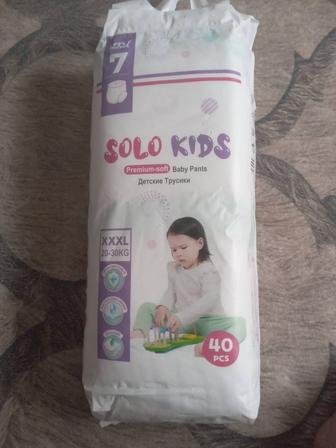 7
SOLO KIDS
Premium-soft Baby Pants
Детские Трусики
XXXL
20-30KG
40
PCS